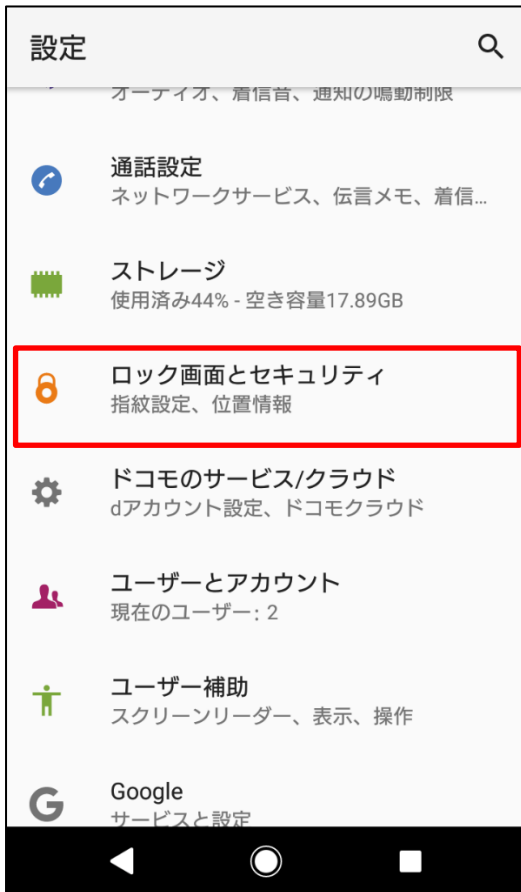 設定
オーディオ、着信音、通知の鳴動制限
通話設定
ネットワークサービス、伝言メモ、着信...
ストレージ
使用済み44% - 空き容量17.89GB
ロック画面とセキュリティ
指紋設定、位置情報
ドコモのサービス/クラウド
dアカウント設定、ドコモクラウド
ユーザーとアカウント
現在のユーザー: 2
ユーザー補助
スクリーンリーダー、表示、操作
Google
サービスと設定